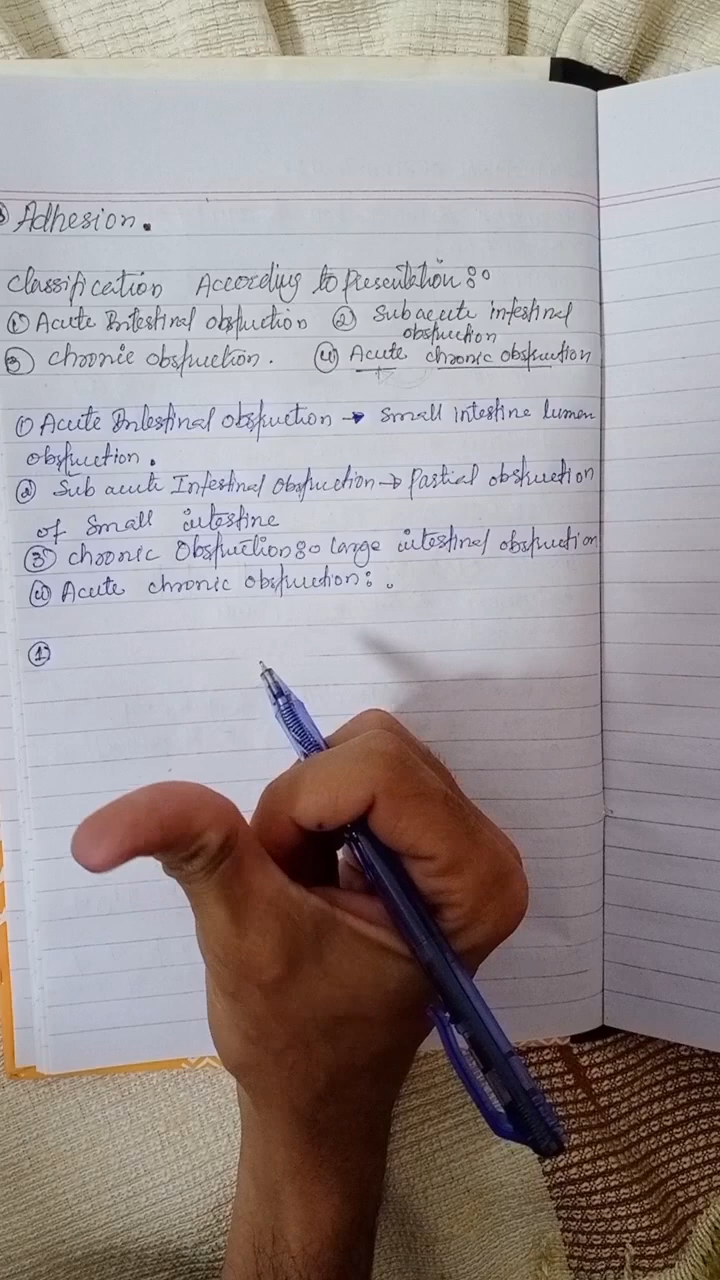 ③ Adhesion.
Classification According to Presentation :-
① Acute Intestinal obstruction ② Subacute intestinal
obstruction
③ chronic obstruction. ④ Acute chronic obstruction
① Acute Intestinal obstruction → Small intestine lumen
obstruction.
② Sub acute Intestinal Obstruction → Partial obstruction
of Small intestine
③ chronic Obstruction :- large intestinal obstruction
④ Acute chronic obstruction :-
①